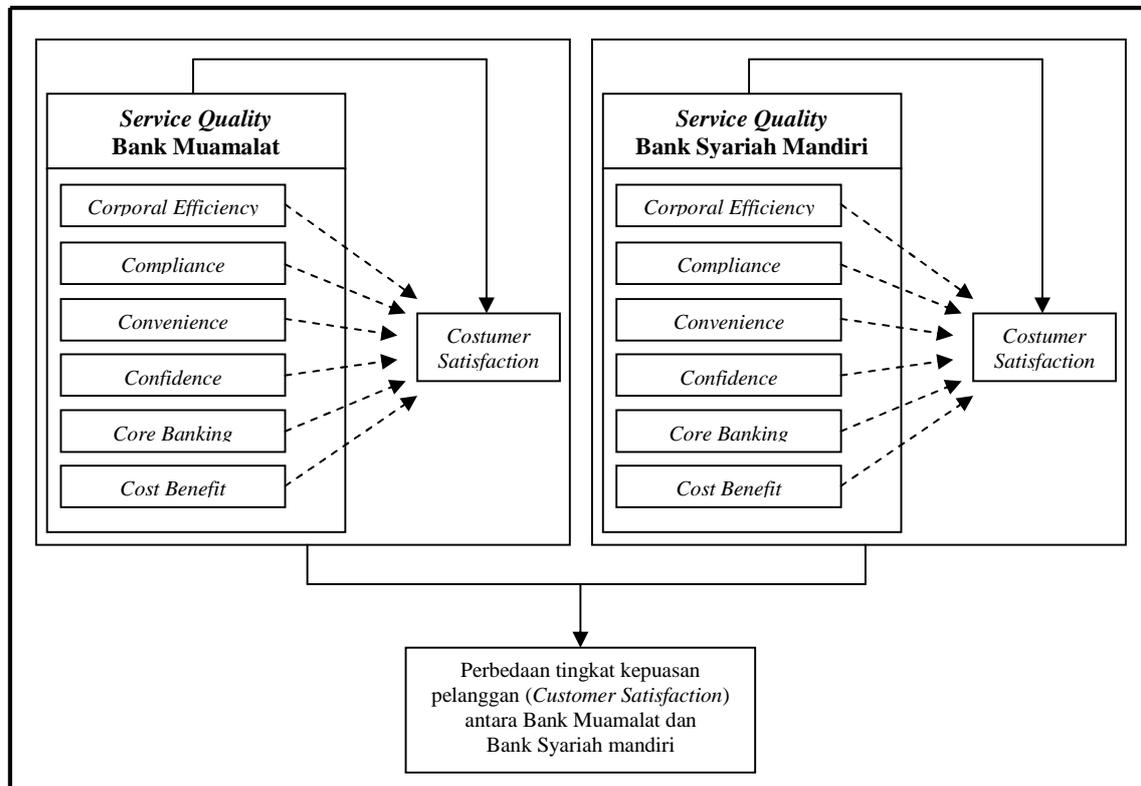 Service Quality
Bank Muamalat
Corporal Efficiency
Compliance
Convenience
Confidence
Core Banking
Cost Benefit
Costumer
Satisfaction
Service Quality
Bank Syariah Mandiri
Corporal Efficiency
Compliance
Convenience
Confidence
Core Banking
Cost Benefit
Costumer
Satisfaction
Perbedaan tingkat kepuasan
pelanggan (Customer Satisfaction)
antara Bank Muamalat dan
Bank Syariah mandiri